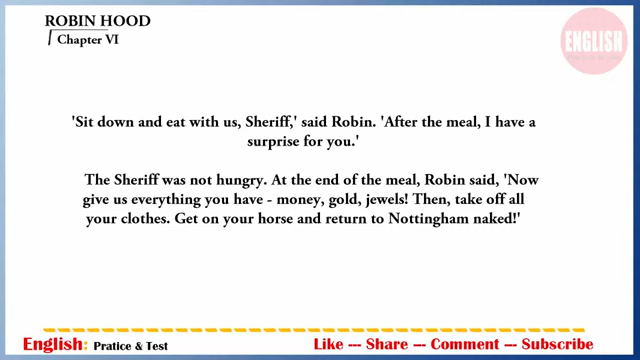 ROBIN HOOD
Chapter VI
ENGLISH
'Sit down and eat with us, Sheriff,' said Robin. 'After the meal, I have a
surprise for you.'
The Sheriff was not hungry. At the end of the meal, Robin said, 'Now
give us everything you have - money, gold, jewels! Then, take off all
your clothes. Get on your horse and return to Nottingham naked!'
English: Pratice & Test
Like --- Share --- Comment --- Subscribe